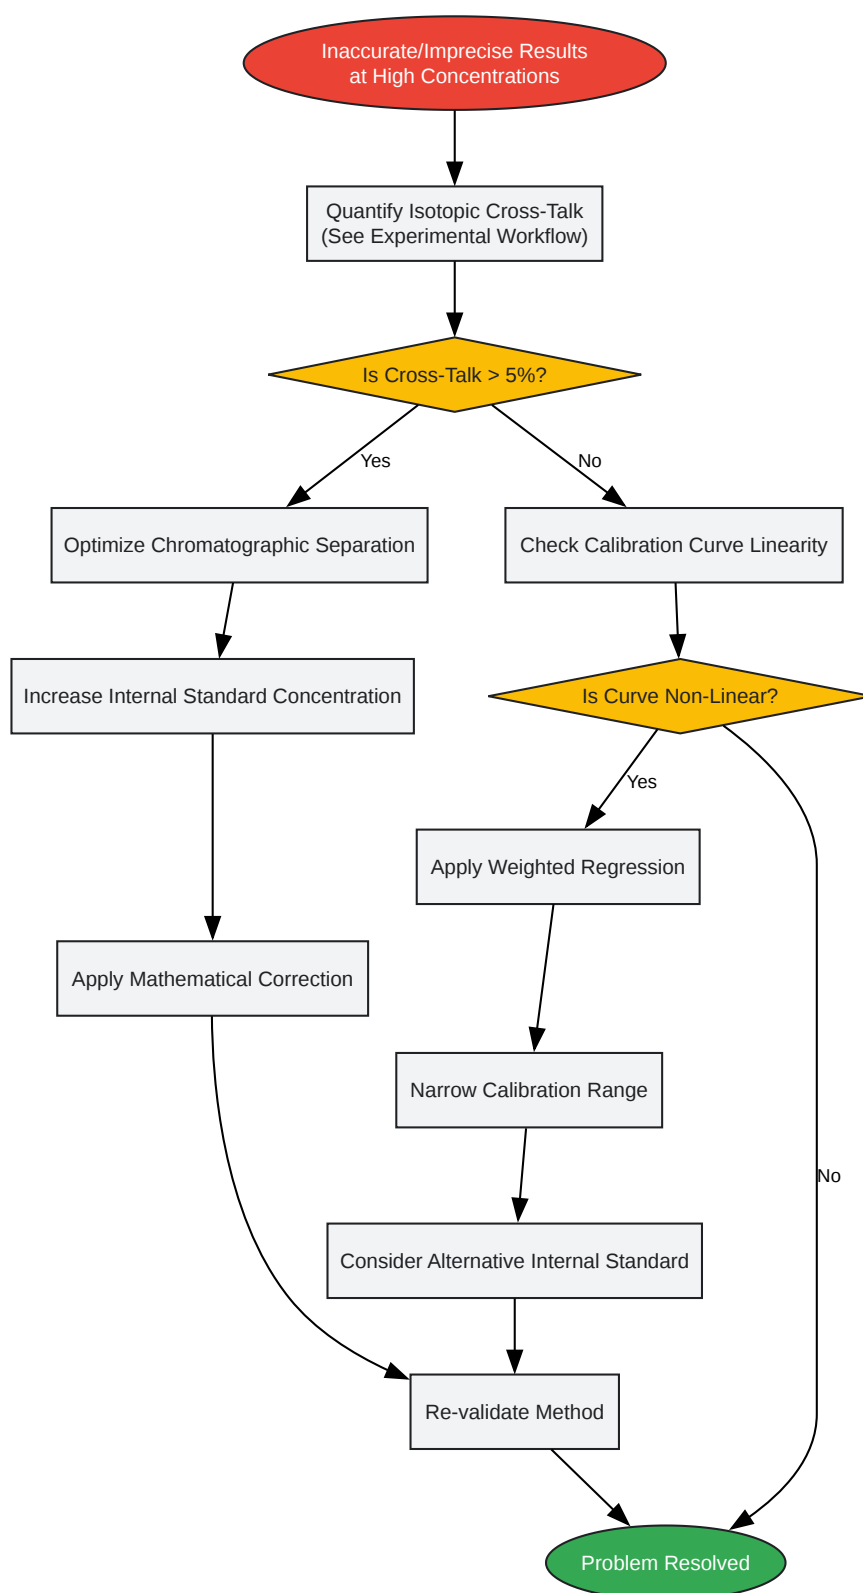 Inaccurate/Imprecise Results
at High Concentrations
Quantify Isotopic Cross-Talk
(See Experimental Workflow)
Is Cross-Talk > 5%?
Yes
No
Optimize Chromatographic Separation
Check Calibration Curve Linearity
Increase Internal Standard Concentration
Is Curve Non-Linear?
Yes
Apply Weighted Regression
Apply Mathematical Correction
Narrow Calibration Range
No
Consider Alternative Internal Standard
Re-validate Method
Problem Resolved